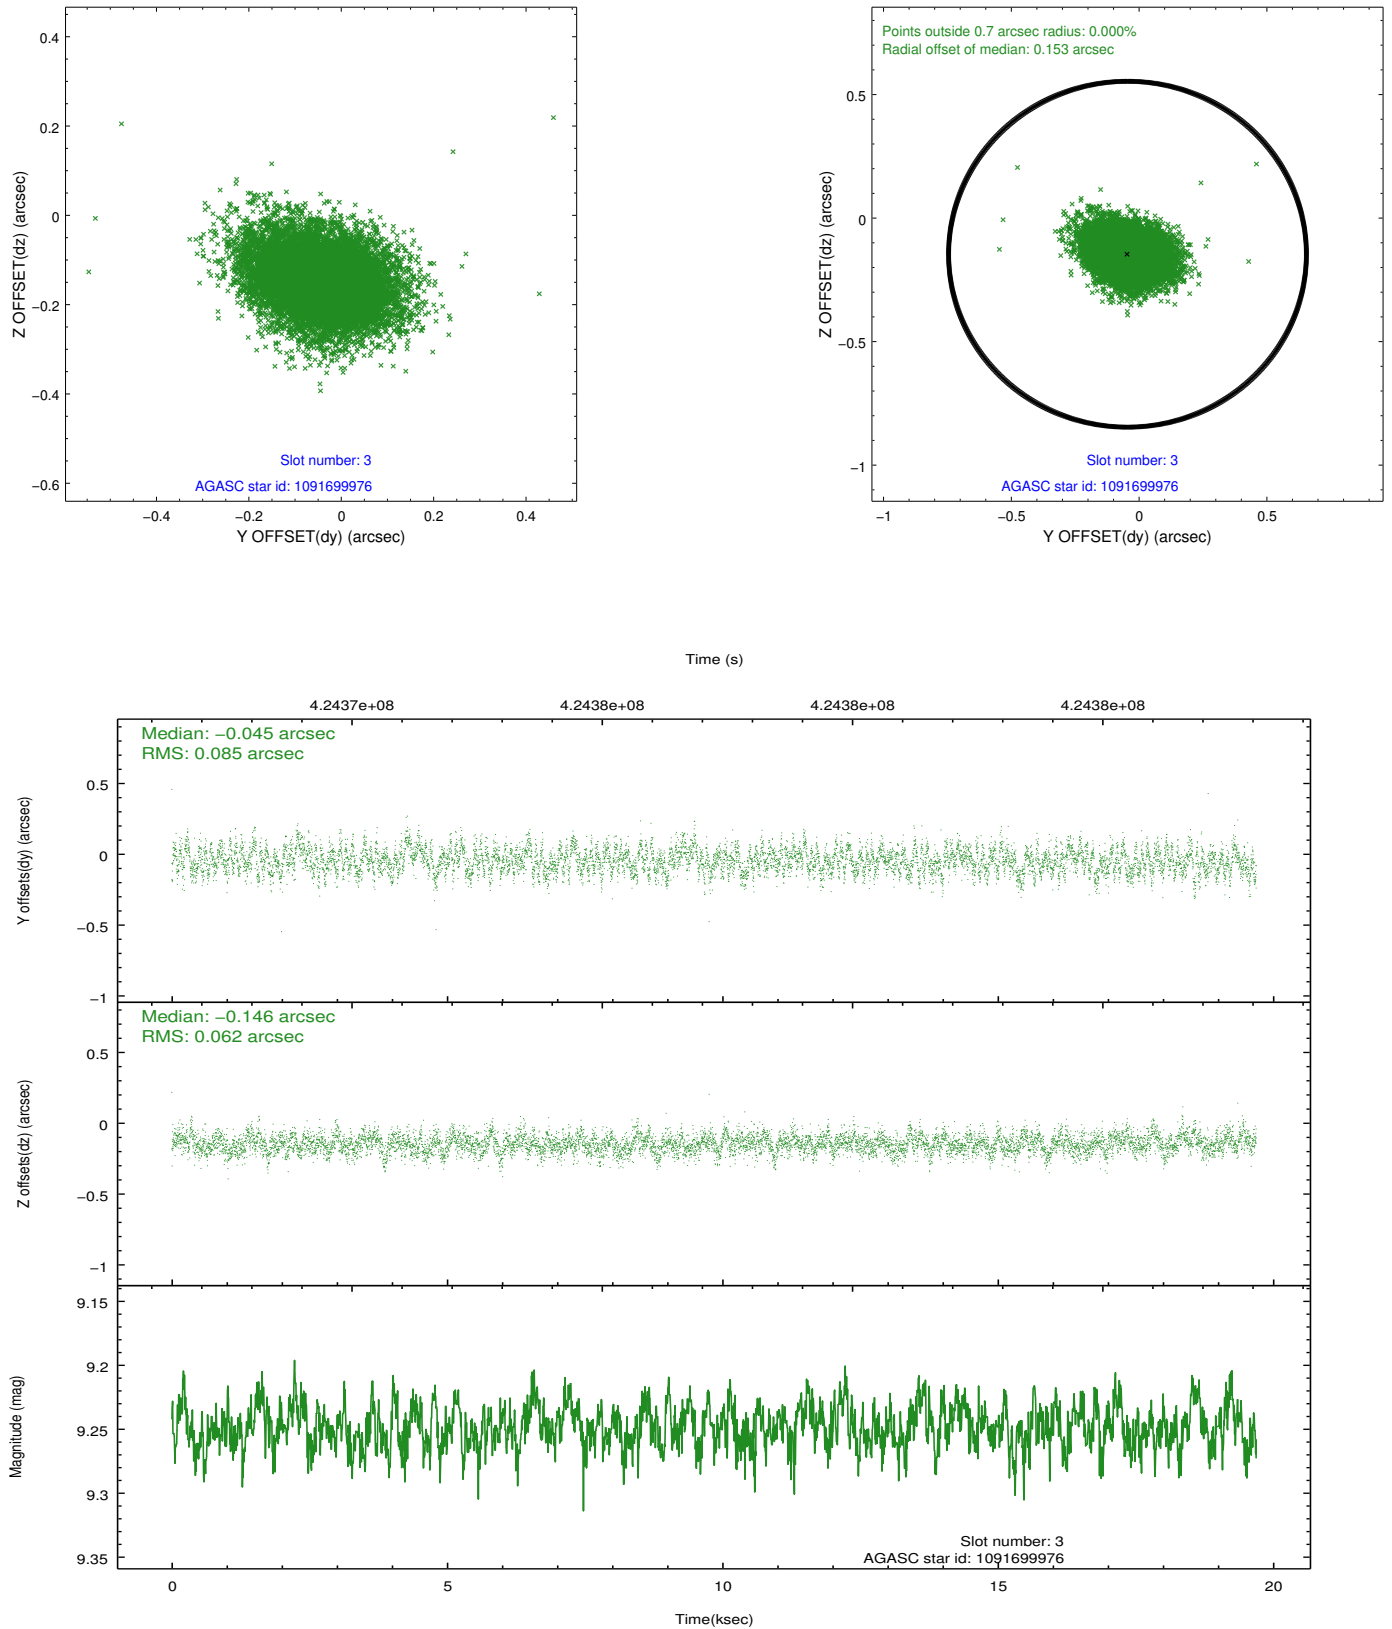 0.4
0.2
0
−0.2
−0.4
−0.6
Z OFFSET(dz) (arcsec)
Slot number: 3
AGASC star id: 1091699976
−0.4 −0.2 0 0.2 0.4
Y OFFSET(dy) (arcsec)
Points outside 0.7 arcsec radius: 0.000%
Radial offset of median: 0.153 arcsec
0.5
0
−0.5
−1
Z OFFSET(dz) (arcsec)
Slot number: 3
AGASC star id: 1091699976
−1 −0.5 0 0.5
Y OFFSET(dy) (arcsec)
Time (s)
4.2437e+08 4.2438e+08 4.2438e+08 4.2438e+08
Median: −0.045 arcsec
RMS: 0.085 arcsec
0.5
0
−0.5
−1
Y offsets(dy) (arcsec)
Median: −0.146 arcsec
RMS: 0.062 arcsec
0.5
0
−0.5
−1
Z offsets(dz) (arcsec)
9.15
9.2
9.25
9.3
9.35
Magnitude (mag)
Slot number: 3
AGASC star id: 1091699976
0 5 10 15 20
Time(ksec)